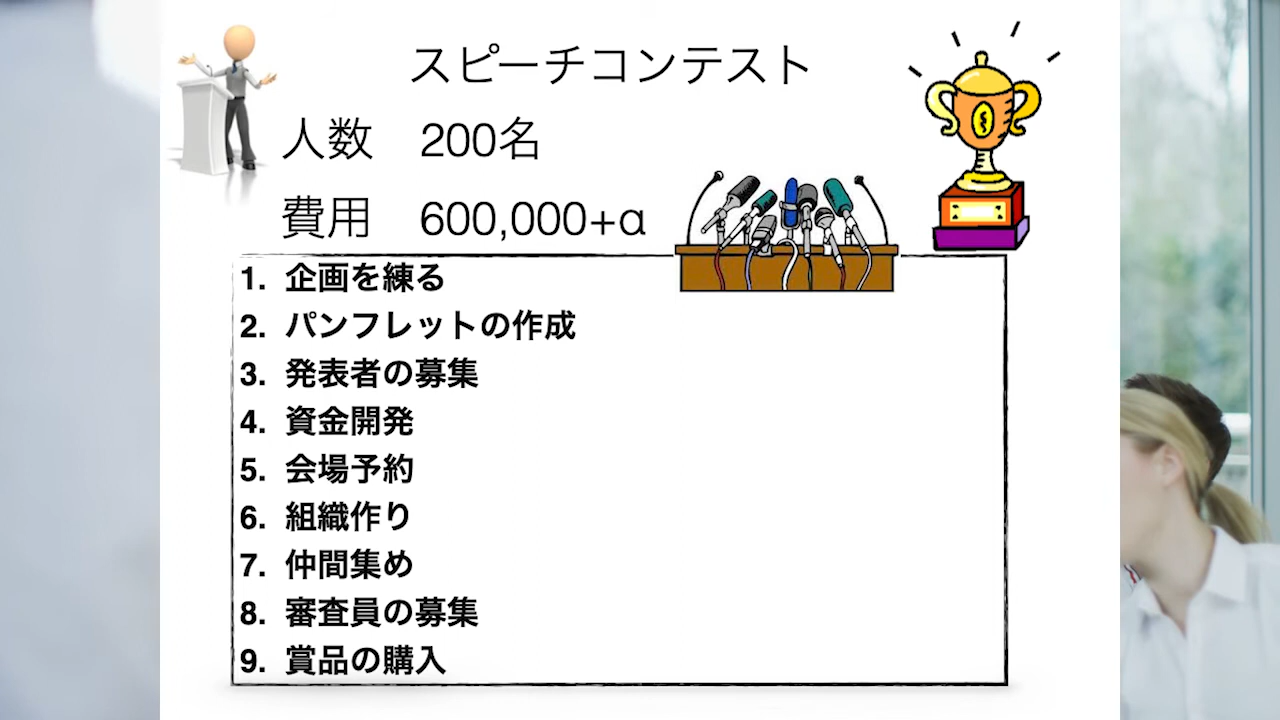 スピーチコンテスト
人数　200名
費用　600,000+α
1. 企画を練る
2. パンフレットの作成
3. 発表者の募集
4. 資金開発
5. 会場予約
6. 組織作り
7. 仲間集め
8. 審査員の募集
9. 賞品の購入